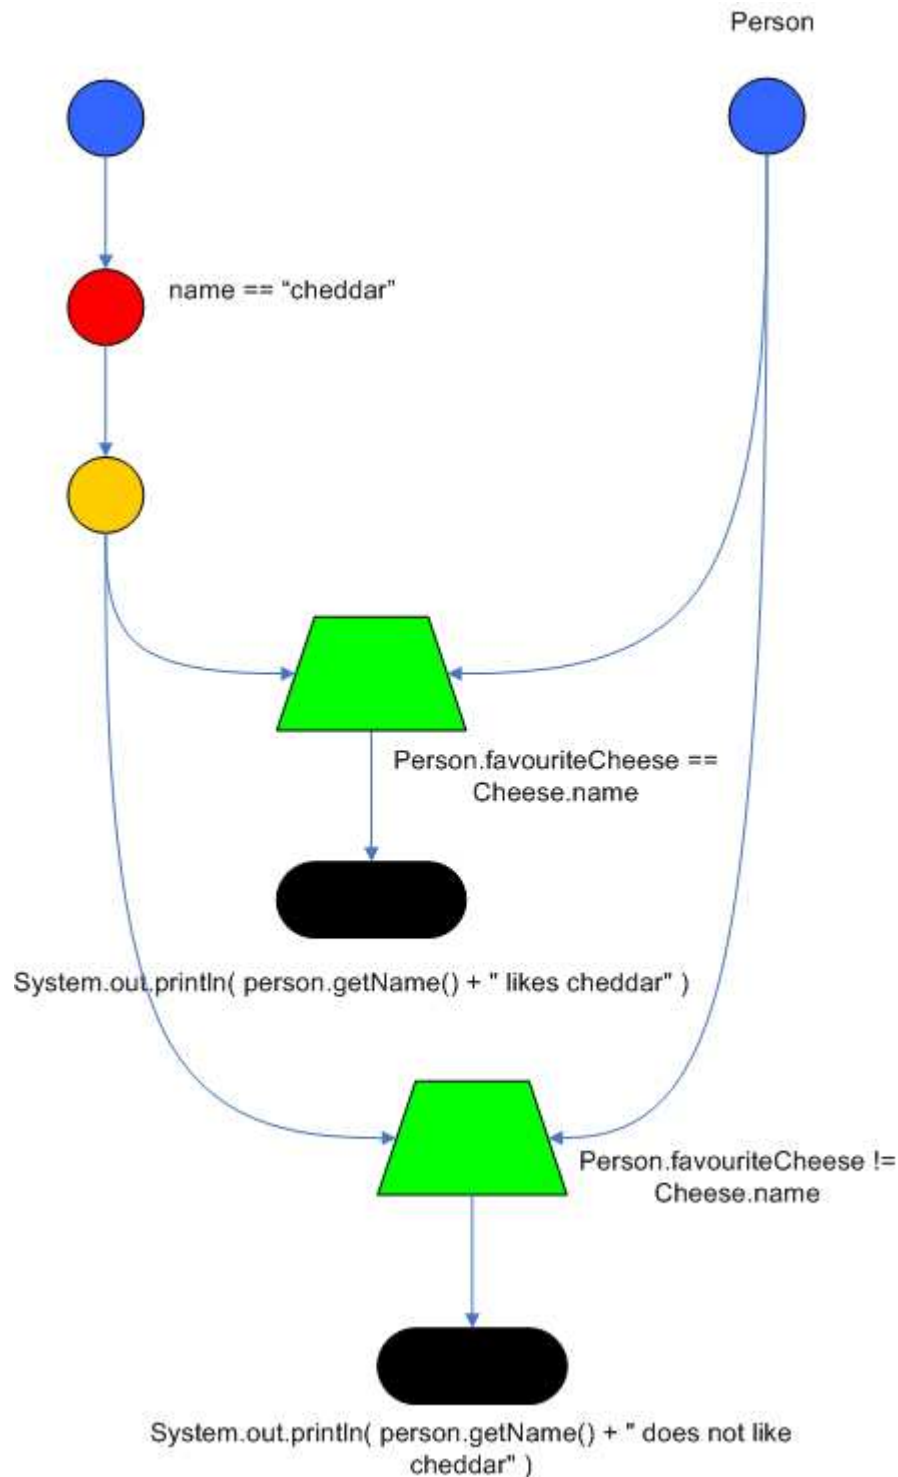 Person
name == “cheddar”
Person.favouriteCheese ==
Cheese.name
System.out.println( person.getName() + " likes cheddar" )
Person.favouriteCheese !=
Cheese.name
System.out.println( person.getName() + " does not like
cheddar" )